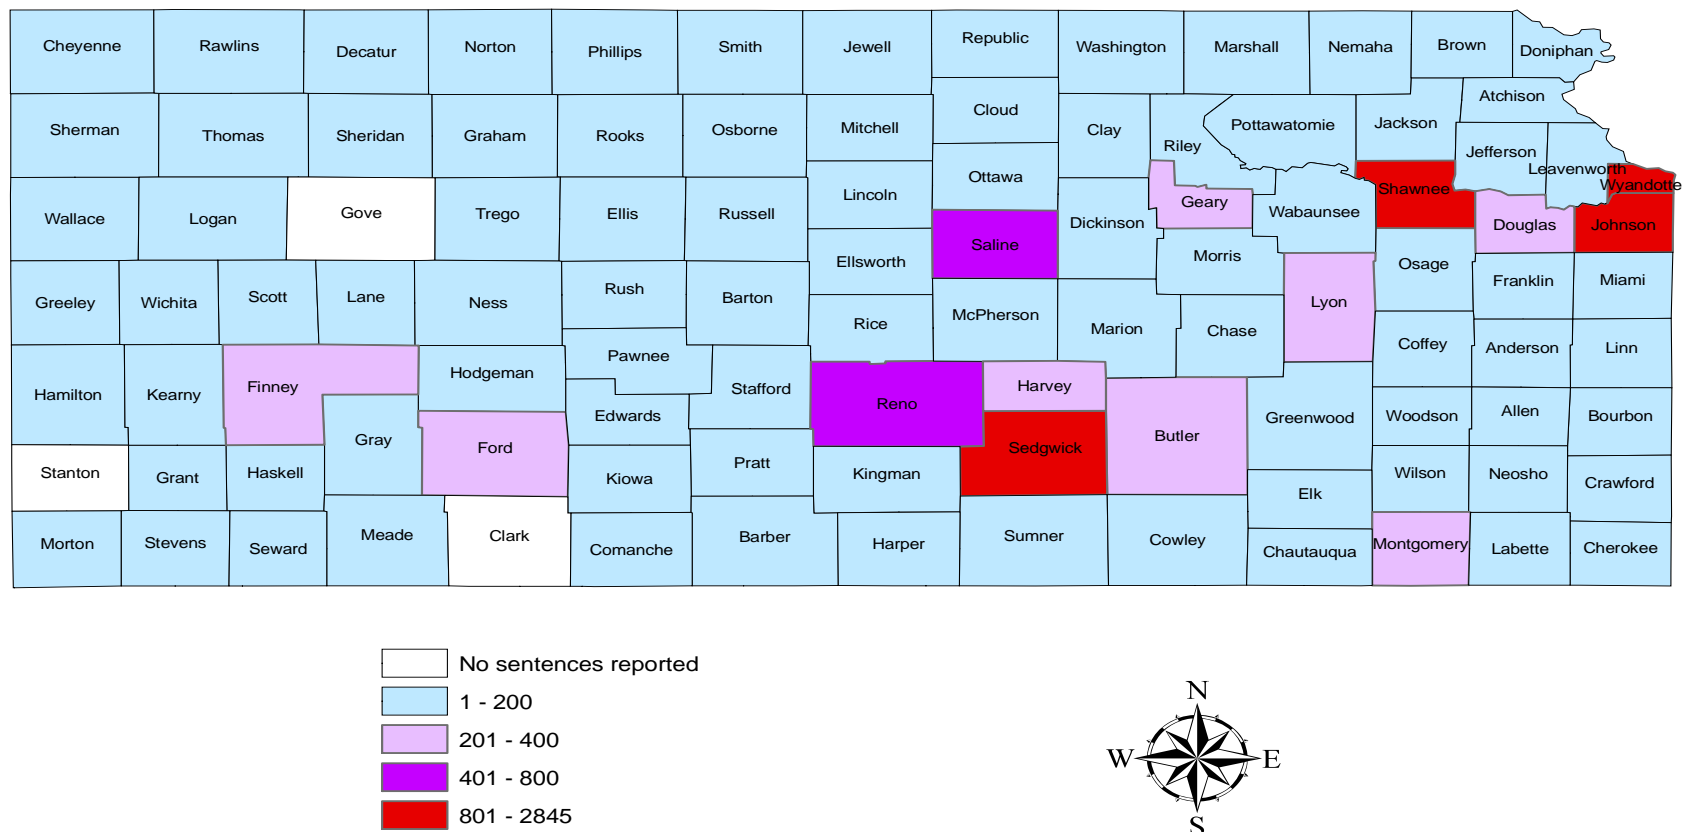 Cheyenne
Rawlins
Decatur
Norton
Phillips
Smith
Jewell
Republic
Washington
Marshall
Nemaha
Brown
Doniphan
Sherman
Thomas
Sheridan
Graham
Rooks
Osborne
Mitchell
Cloud
Clay
Riley
Pottawatomie
Jackson
Atchison
Jefferson
Leavenworth
Wyandotte
Wallace
Logan
Gove
Trego
Ellis
Russell
Lincoln
Ottawa
Saline
Dickinson
Geary
Wabaunsee
Shawnee
Douglas
Johnson
Ellsworth
Morris
Osage
Franklin
Miami
Greeley
Wichita
Scott
Lane
Ness
Rush
Barton
Rice
McPherson
Marion
Chase
Lyon
Coffey
Anderson
Linn
Hamilton
Kearny
Finney
Hodgeman
Pawnee
Stafford
Edwards
Reno
Harvey
Butler
Greenwood
Woodson
Allen
Bourbon
Gray
Ford
Sedgwick
Stanton
Grant
Haskell
Kiowa
Pratt
Kingman
Elk
Wilson
Neosho
Crawford
Morton
Stevens
Seward
Meade
Clark
Comanche
Barber
Harper
Sumner
Cowley
Chautauqua
Montgomery
Labette
Cherokee
No sentences reported
1 - 200
201 - 400
401 - 800
801 - 2845
N
W
E
S